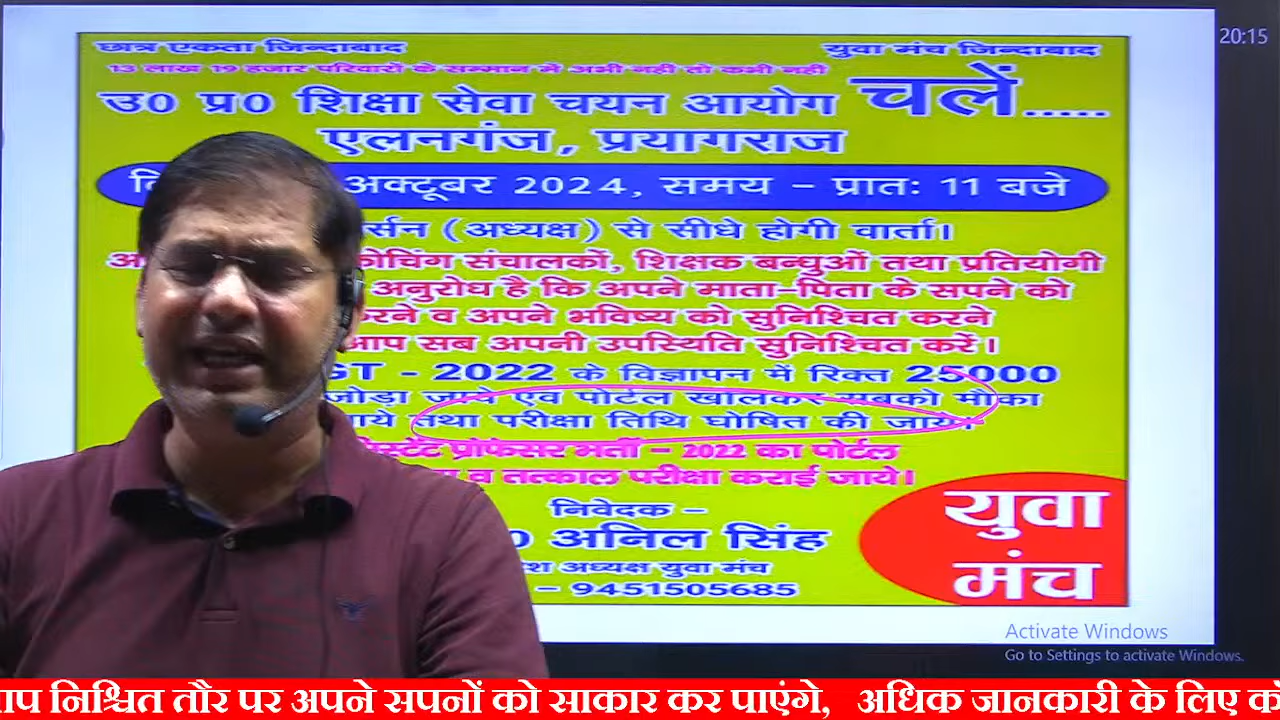 20:15
छात्र एकता जिन्दाबाद
युवा मंच जिन्दाबाद
13 लाख 19 हजार परिवारों के सम्मान में अभी नहीं तो कभी नहीं
उ0 प्र0 शिक्षा सेवा चयन आयोग चलें.....
एलनगंज, प्रयागराज
अक्टूबर 2024, समय - प्रातः 11 बजे
र्सन (अध्यक्ष) से सीधे होगी वार्ता।
कोचिंग संचालकों, शिक्षक बन्धुओं तथा प्रतियोगी
अनुरोध है कि अपने माता-पिता के सपने को
रने व अपने भविष्य को सुनिश्चित करने
आप सब अपनी उपस्थिति सुनिश्चित करें।
GT - 2022 के विज्ञापन में रिक्त 25000
जोड़ा जाये एवं पोर्टल खोलकर सबको मौका
ाये तथा परीक्षा तिथि घोषित की जाये।
स्टेंट प्रोफेसर भर्ती - 2022 का पोर्टल
व तत्काल परीक्षा कराई जाये।
निवेदक -
0 अनिल सिंह
श अध्यक्ष युवा मंच
- 9451505685
युवा
मंच
Activate Windows
Go to Settings to activate Windows.
ाप निश्चित तौर पर अपने सपनों को साकार कर पाएंगे, अधिक जानकारी के लिए कॉ